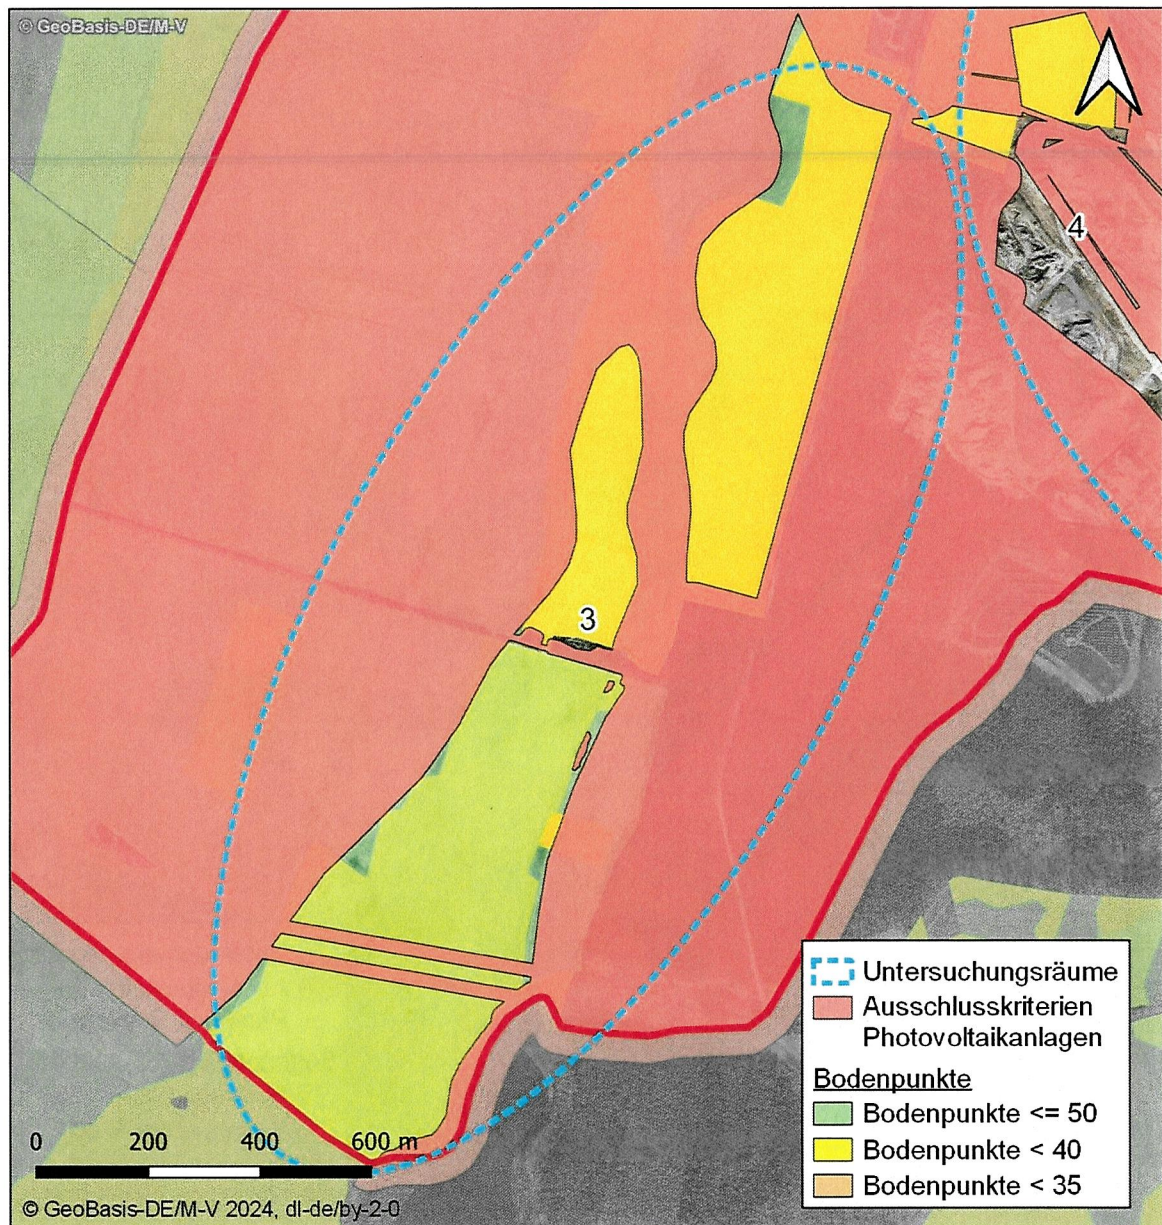 © GeoBasis-DE/M-V
4
3
Untersuchungsräume
Ausschlusskriterien
Photovoltaikanlagen
Bodenpunkte
Bodenpunkte <= 50
Bodenpunkte < 40
Bodenpunkte < 35
0 200 400 600 m
© GeoBasis-DE/M-V 2024, dl-de/by-2-0